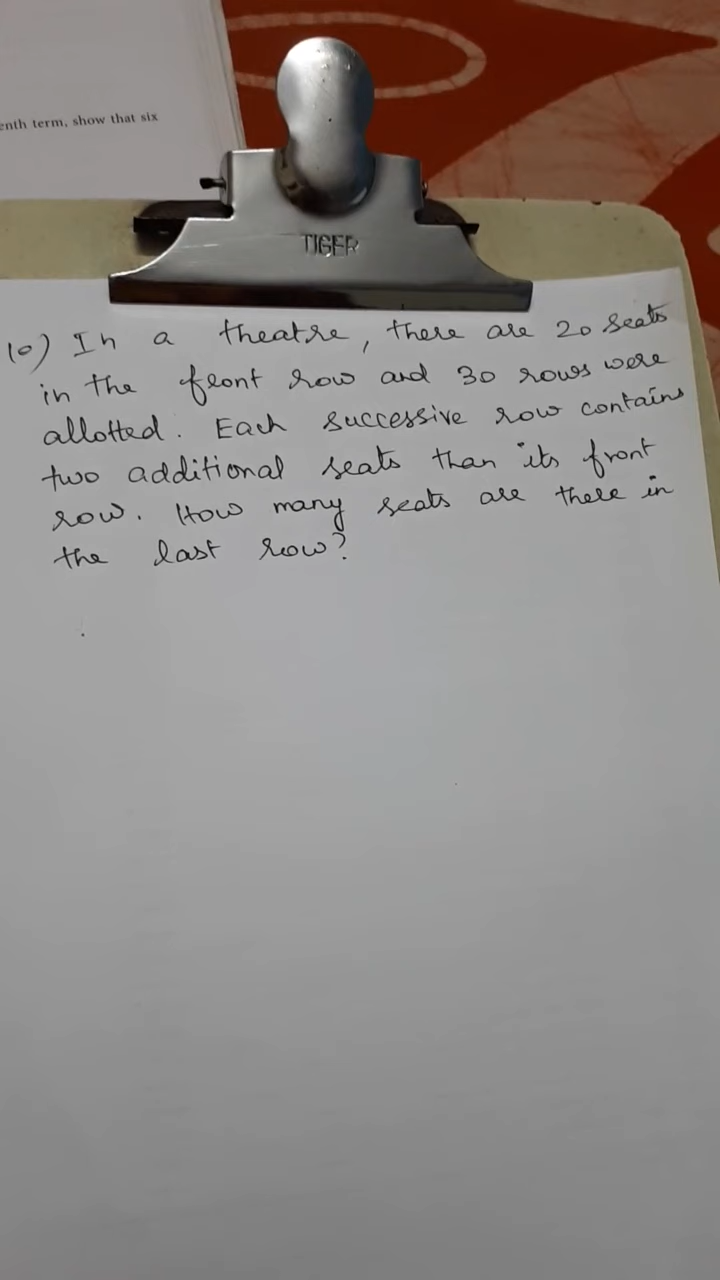 enth term, show that six
TIGER
10) In a theatre, there are 20 seats
in the front row and 30 rows were
allotted. Each successive row contains
two additional seats than its front
row. How many seats are there in
the last row?